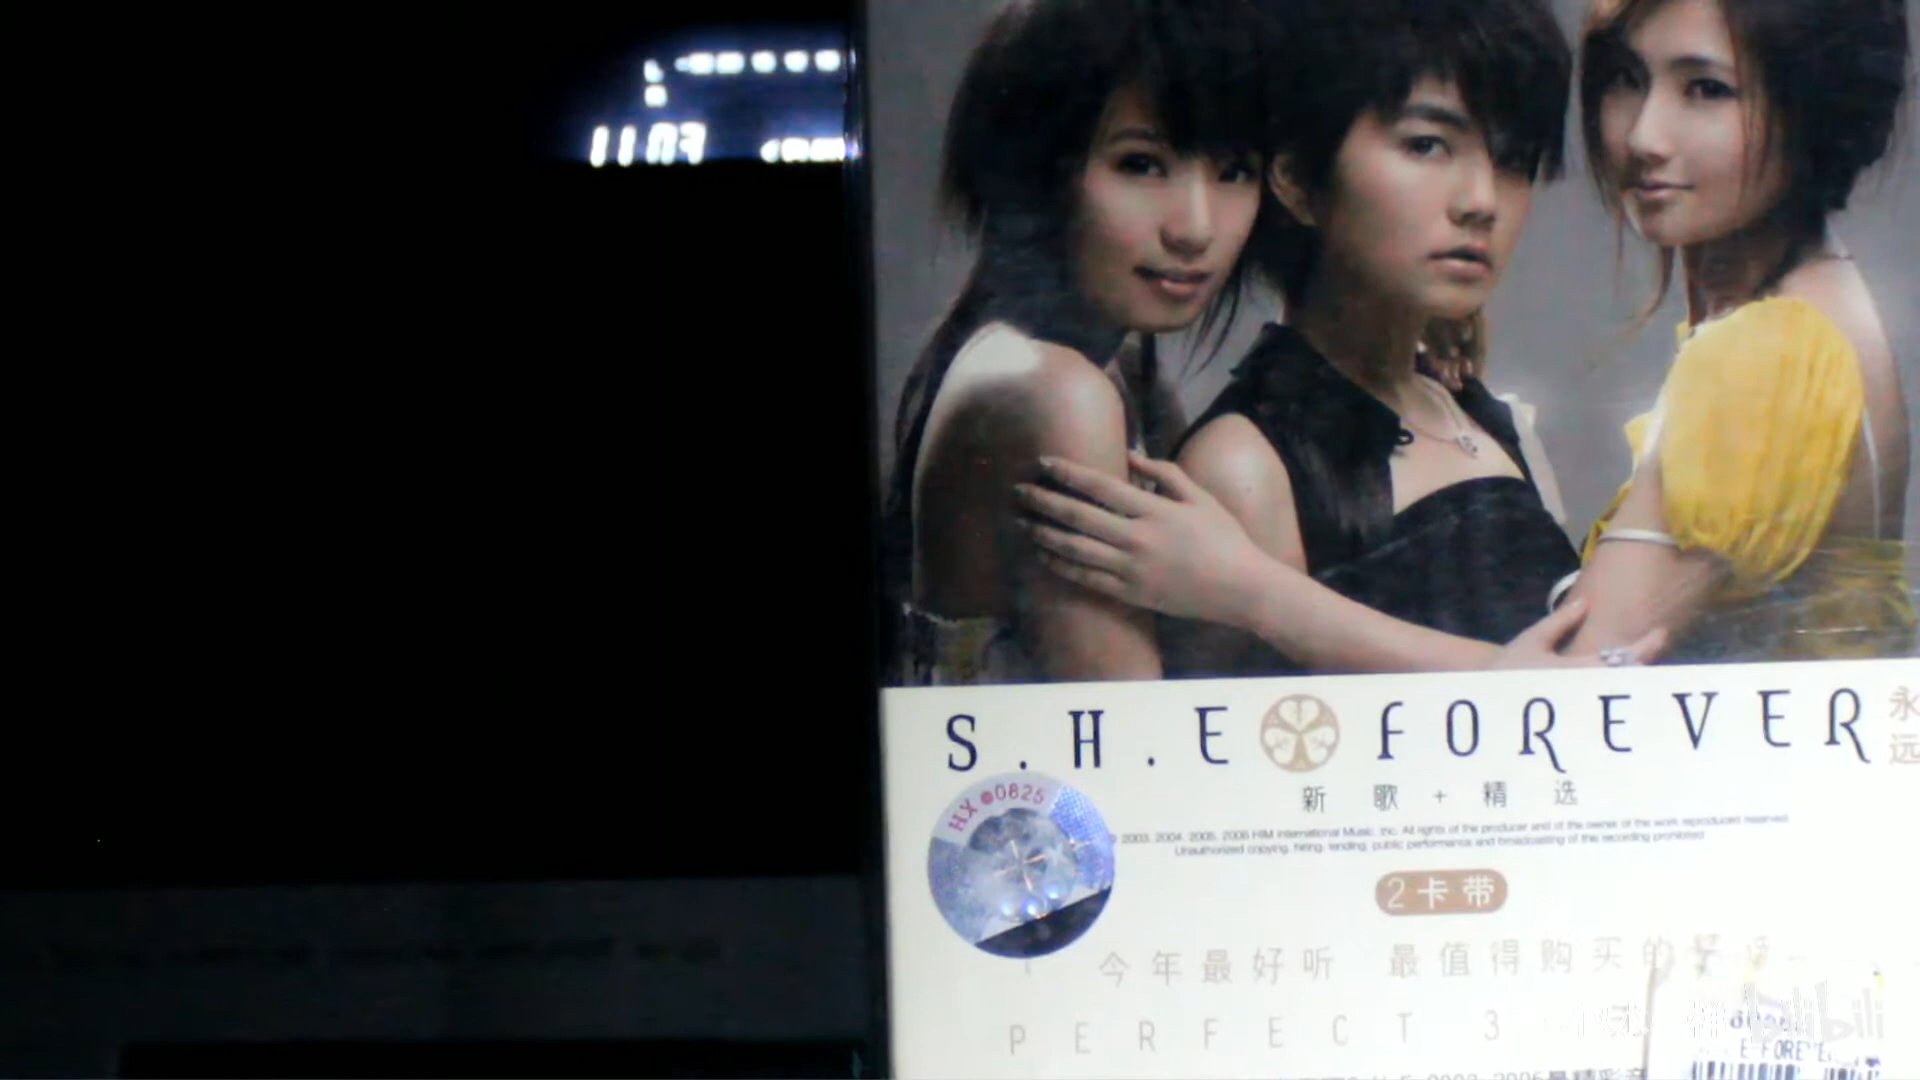 11:03
S.H.E FOREVER 永远
新歌+精选
HX 0825
2003. 2004. 2005. 2006 HIM International Music. Inc. All rights of the producer and of the owner of the work reproduced reserved.
Unauthorized copying, hiring, lending, public performance and broadcasting of this recording prohibited
2卡带
今年最好听 最值得购买的
PERFECT 3
bilibili